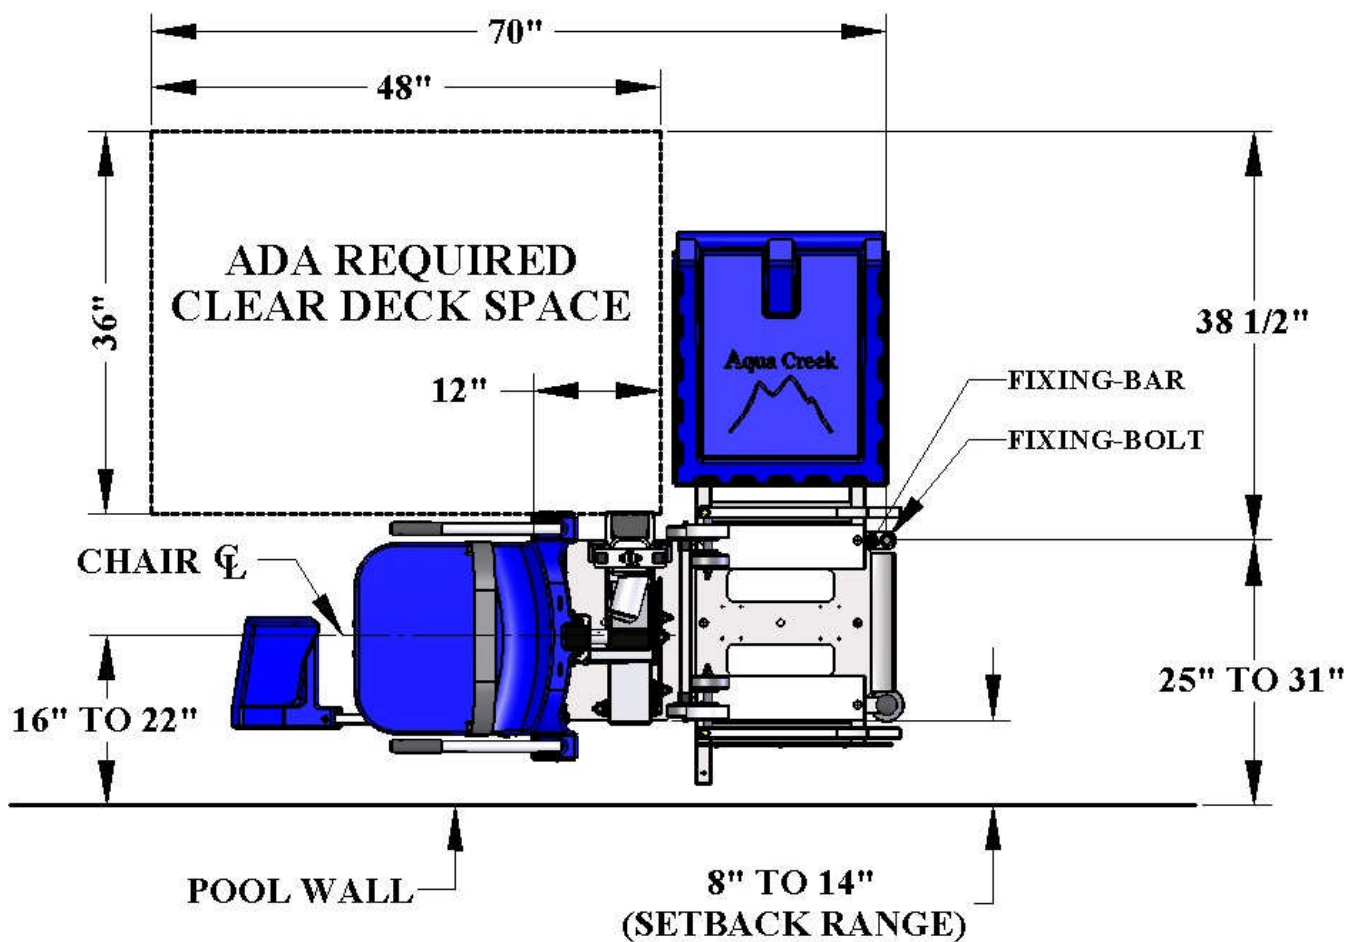 70"
48"
36"
ADA REQUIRED
CLEAR DECK SPACE
12"
Aqua Creek
38 1/2"
FIXING-BAR
FIXING-BOLT
CHAIR ℄
16" TO 22"
25" TO 31"
POOL WALL
8" TO 14"
(SETBACK RANGE)